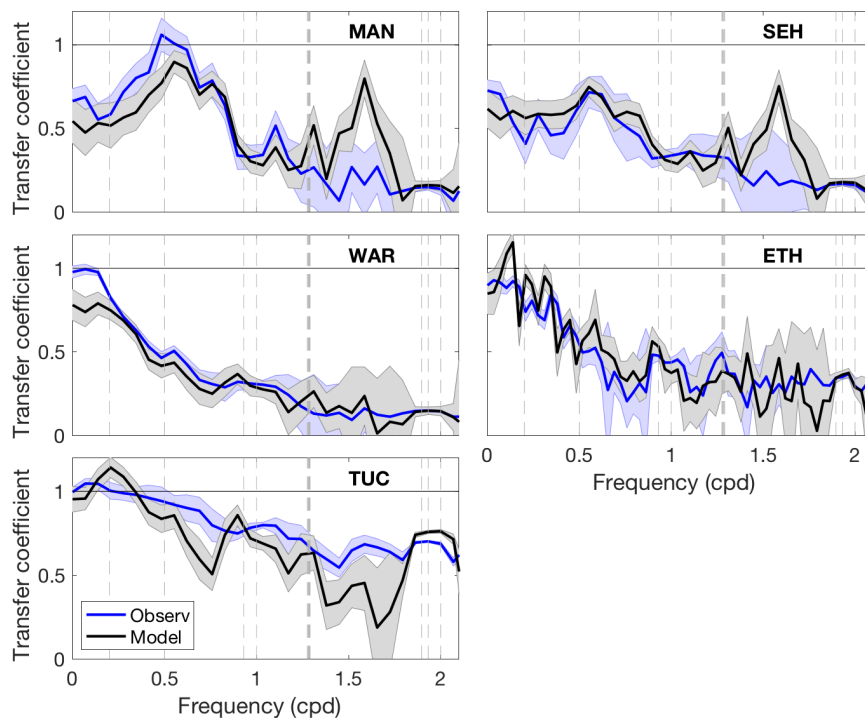 MAN
Transfer coefficient
1
0.5
0
SEH
WAR
Transfer coefficient
1
0.5
0
ETH
0 0.5 1 1.5 2
Frequency (cpd)
TUC
Transfer coefficient
1
0.5
0
Observ
Model
0 0.5 1 1.5 2
Frequency (cpd)